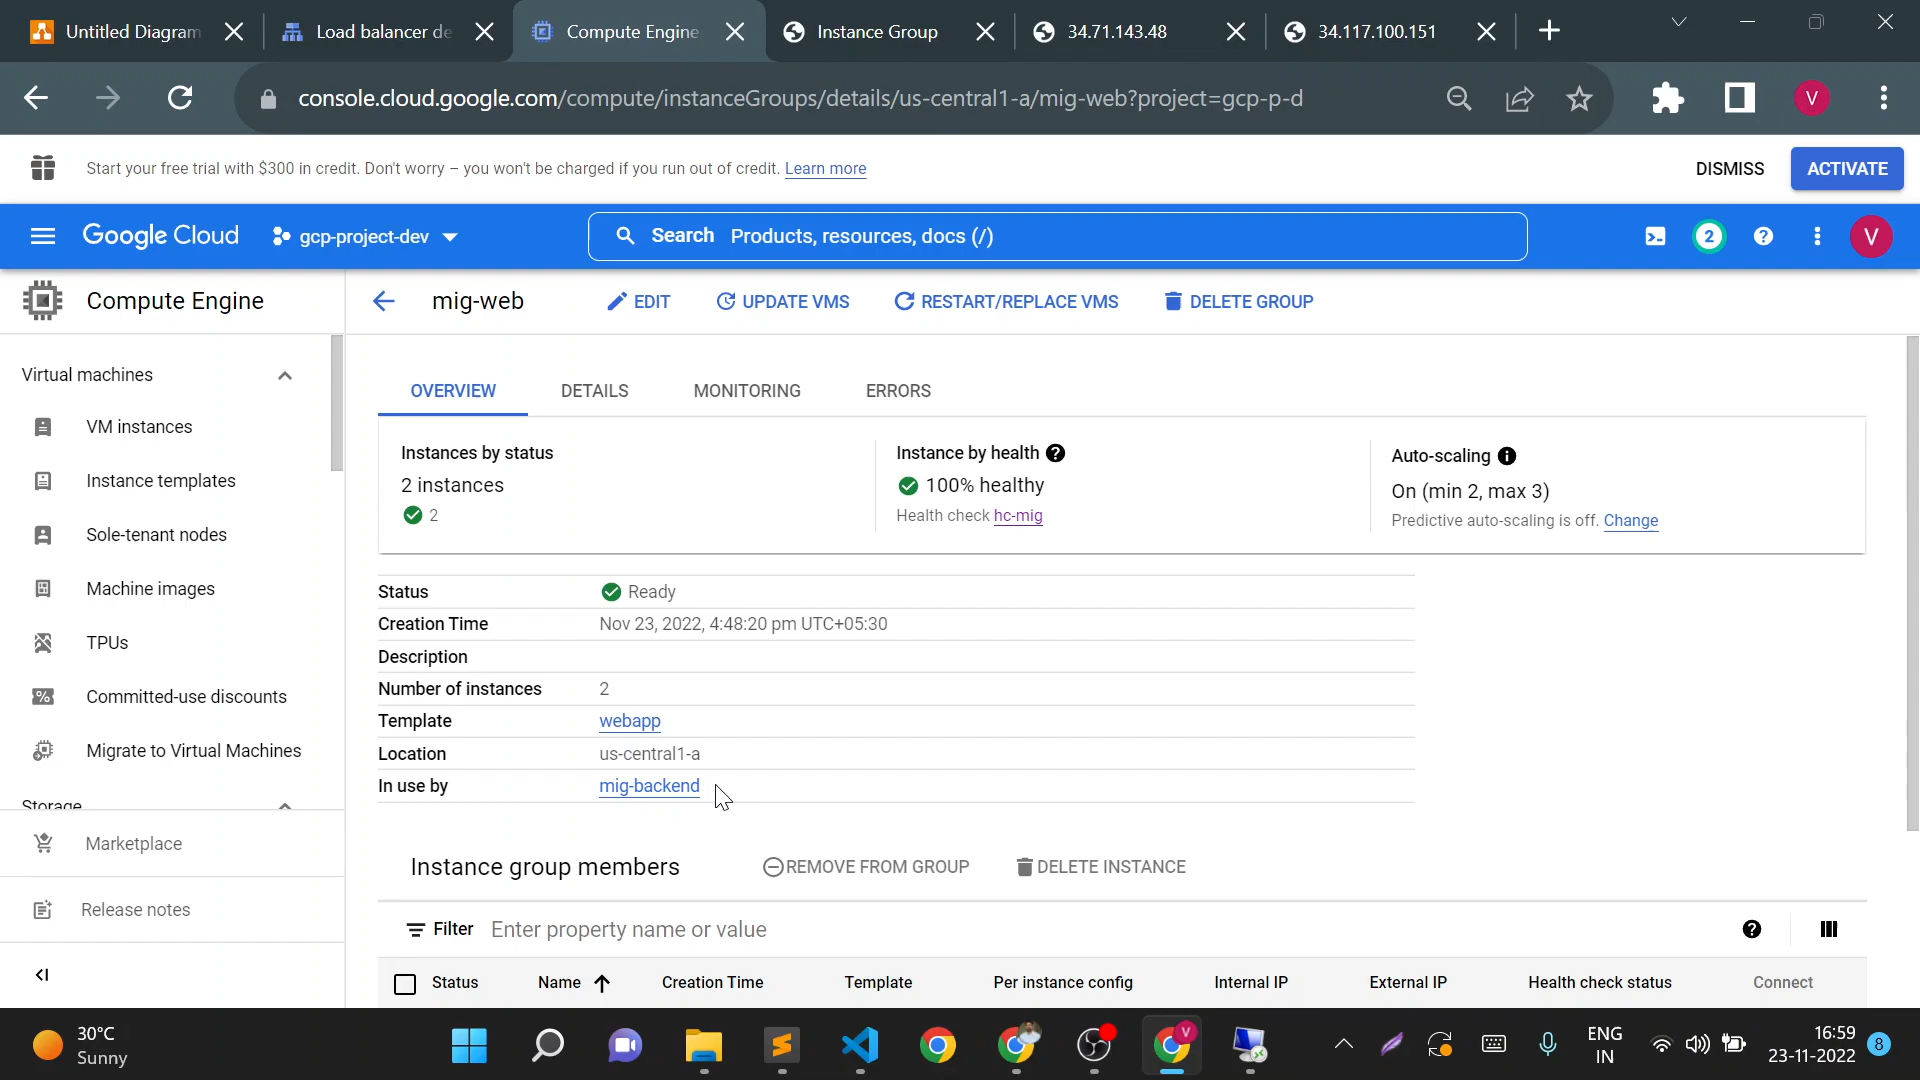 Untitled Diagram
Load balancer de
Compute Engine
Instance Group
34.71.143.48
34.117.100.151
console.cloud.google.com/compute/instanceGroups/details/us-central1-a/mig-web?project=gcp-p-d
V
Start your free trial with $300 in credit. Don't worry – you won't be charged if you run out of credit. Learn more
DISMISS
ACTIVATE
Google Cloud
gcp-project-dev
Search Products, resources, docs (/)
2
V
Compute Engine
mig-web
EDIT
UPDATE VMS
RESTART/REPLACE VMS
DELETE GROUP
Virtual machines
VM instances
Instance templates
Sole-tenant nodes
Machine images
TPUs
Committed-use discounts
Migrate to Virtual Machines
Storage
Marketplace
Release notes
OVERVIEW
DETAILS
MONITORING
ERRORS
Instances by status
2 instances
2
Instance by health
100% healthy
Health check hc-mig
Auto-scaling
On (min 2, max 3)
Predictive auto-scaling is off. Change
Status Ready
Creation Time Nov 23, 2022, 4:48:20 pm UTC+05:30
Description
Number of instances 2
Template webapp
Location us-central1-a
In use by mig-backend
Instance group members
REMOVE FROM GROUP
DELETE INSTANCE
Filter Enter property name or value
Status Name Creation Time Template Per instance config Internal IP External IP Health check status Connect
30°C
Sunny
V
ENG
IN
16:59
23-11-2022
8